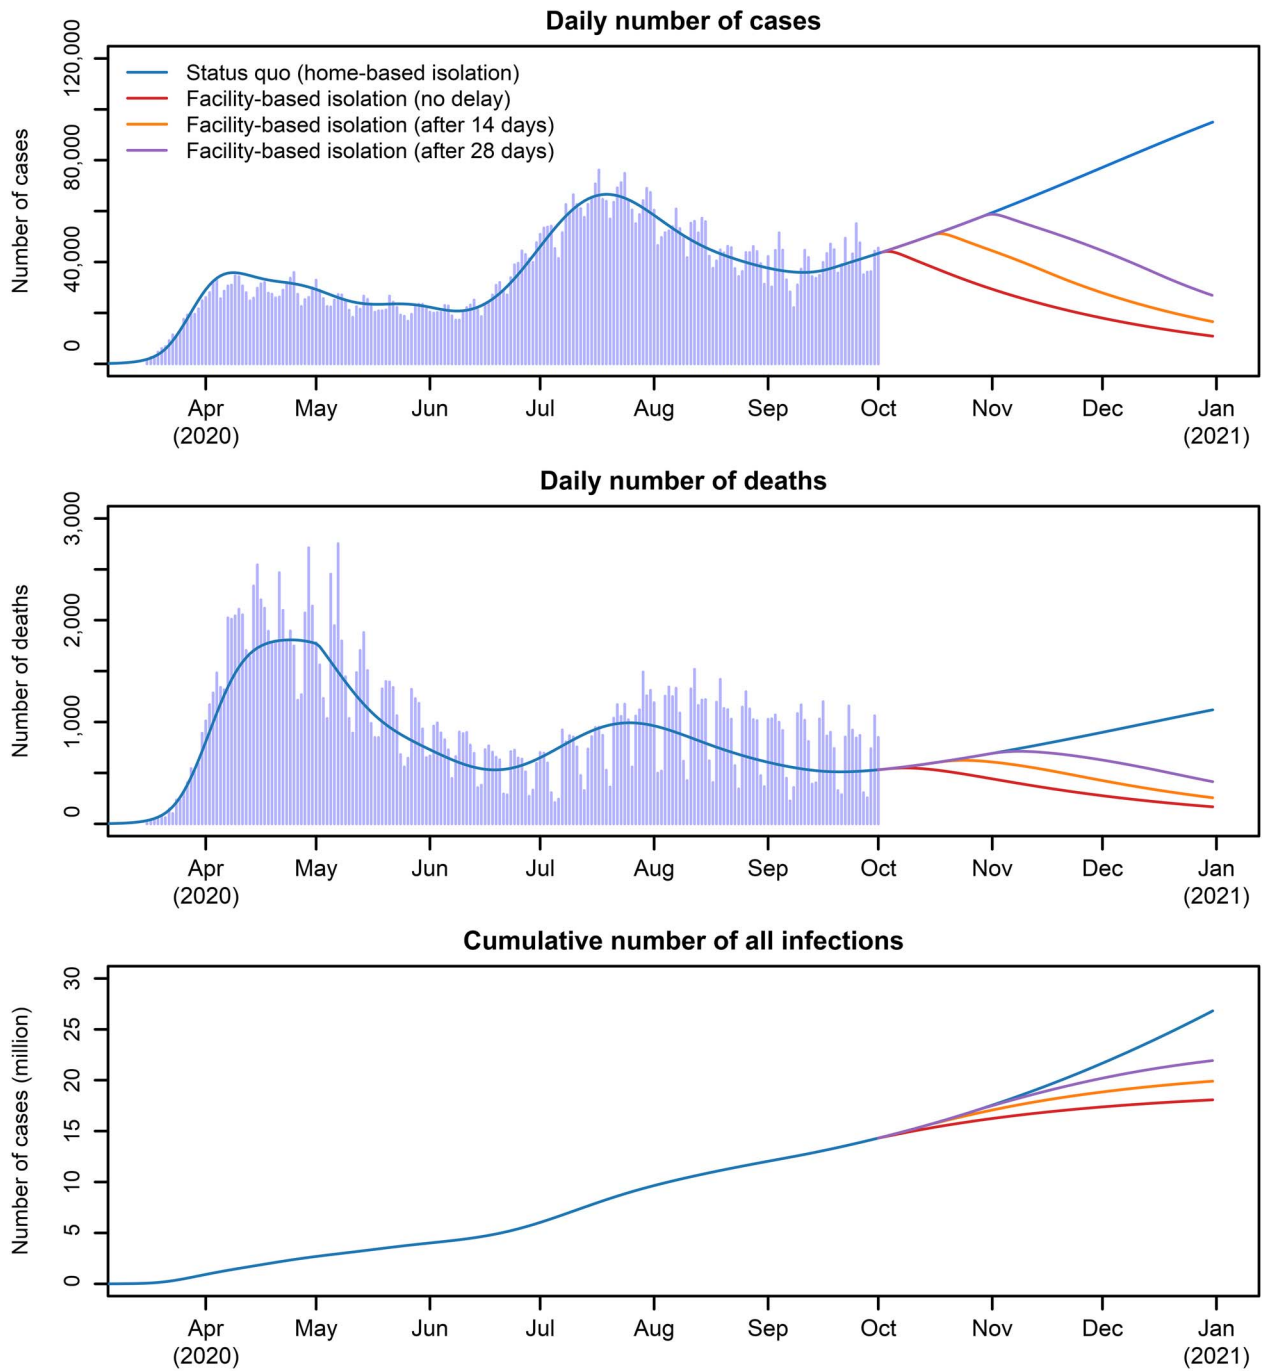 Daily number of cases
Number of cases
120,000
80,000
40,000
0
Status quo (home-based isolation)
Facility-based isolation (no delay)
Facility-based isolation (after 14 days)
Facility-based isolation (after 28 days)
Apr May Jun Jul Aug Sep Oct Nov Dec Jan
(2020) (2021)
Daily number of deaths
Number of deaths
3,000
2,000
1,000
0
Apr May Jun Jul Aug Sep Oct Nov Dec Jan
(2020) (2021)
Cumulative number of all infections
Number of cases (million)
30
25
20
15
10
5
0
Apr May Jun Jul Aug Sep Oct Nov Dec Jan
(2020) (2021)